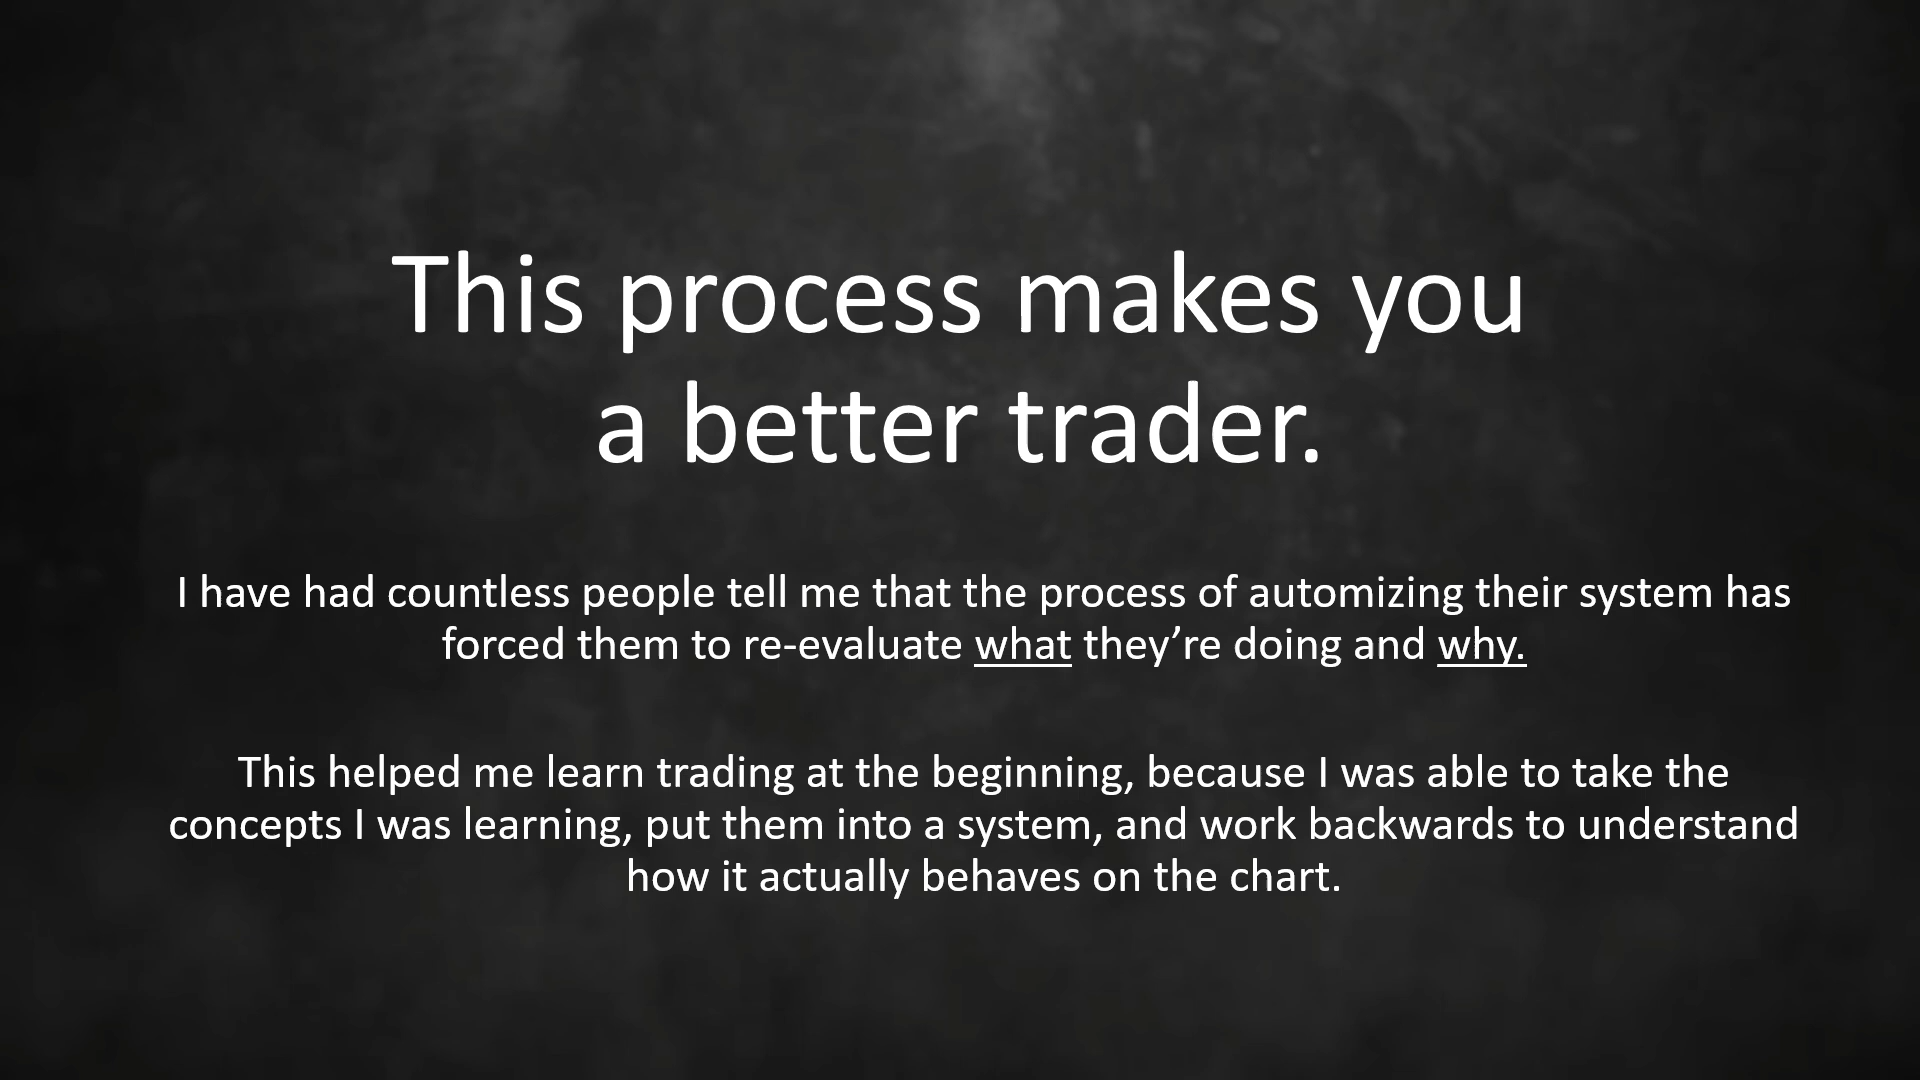 This process makes you
a better trader.
I have had countless people tell me that the process of automizing their system has
forced them to re-evaluate what they’re doing and why.
This helped me learn trading at the beginning, because I was able to take the
concepts I was learning, put them into a system, and work backwards to understand
how it actually behaves on the chart.